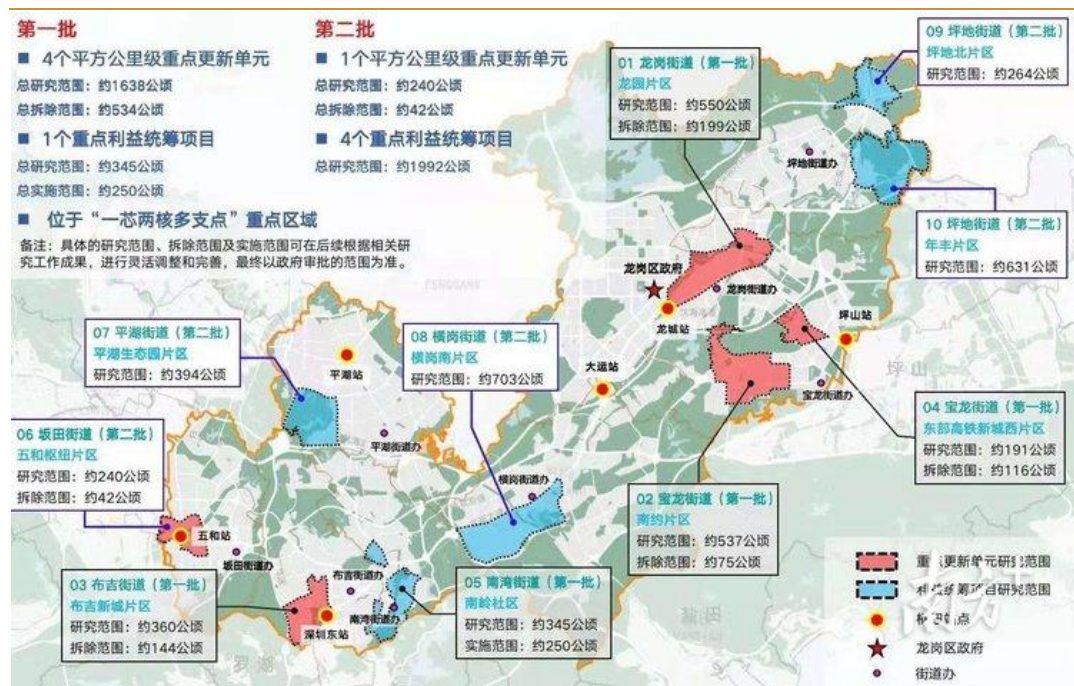 第一批
■ 4个平方公里级重点更新单元
总研究范围：约1638公顷
总拆除范围：约534公顷
■ 1个重点利益统筹项目
总研究范围：约345公顷
总实施范围：约250公顷
第二批
■ 1个平方公里级重点更新单元
总研究范围：约240公顷
总拆除范围：约42公顷
■ 4个重点利益统筹项目
总研究范围：约1992公顷
■ 位于“一芯两核多支点”重点区域
备注：具体的研究范围、拆除范围及实施范围可在后续根据相关研
究工作成果，进行灵活调整和完善，最终以政府审批的范围为准。
01 龙岗街道（第一批）
龙园片区
研究范围：约550公顷
拆除范围：约199公顷
09 坪地街道（第二批）
坪地北片区
研究范围：约264公顷
坪地街道办
10 坪地街道（第二批）
年丰片区
研究范围：约631公顷
龙岗区政府
龙岗街道办
龙城站
坪山站
坪山
大运站
宝龙街道办
07 平湖街道（第二批）
平湖生态园片区
研究范围：约394公顷
平湖站
平湖街道办
08 横岗街道（第二批）
横岗南片区
研究范围：约703公顷
横岗街道办
04 宝龙街道（第一批）
东部高铁新城西片区
研究范围：约191公顷
拆除范围：约116公顷
06 坂田街道（第二批）
五和枢纽片区
研究范围：约240公顷
拆除范围：约42公顷
五和站
坂田街道办
02 宝龙街道（第一批）
南约片区
研究范围：约537公顷
拆除范围：约75公顷
03 布吉街道（第一批）
布吉新城片区
研究范围：约360公顷
拆除范围：约144公顷
布吉街道办
南湾街道办
深圳东站
05 南湾街道（第一批）
南岭社区
研究范围：约345公顷
实施范围：约250公顷
罗湖
盐田
更新单元研究范围
研究范围
龙岗区政府
街道办